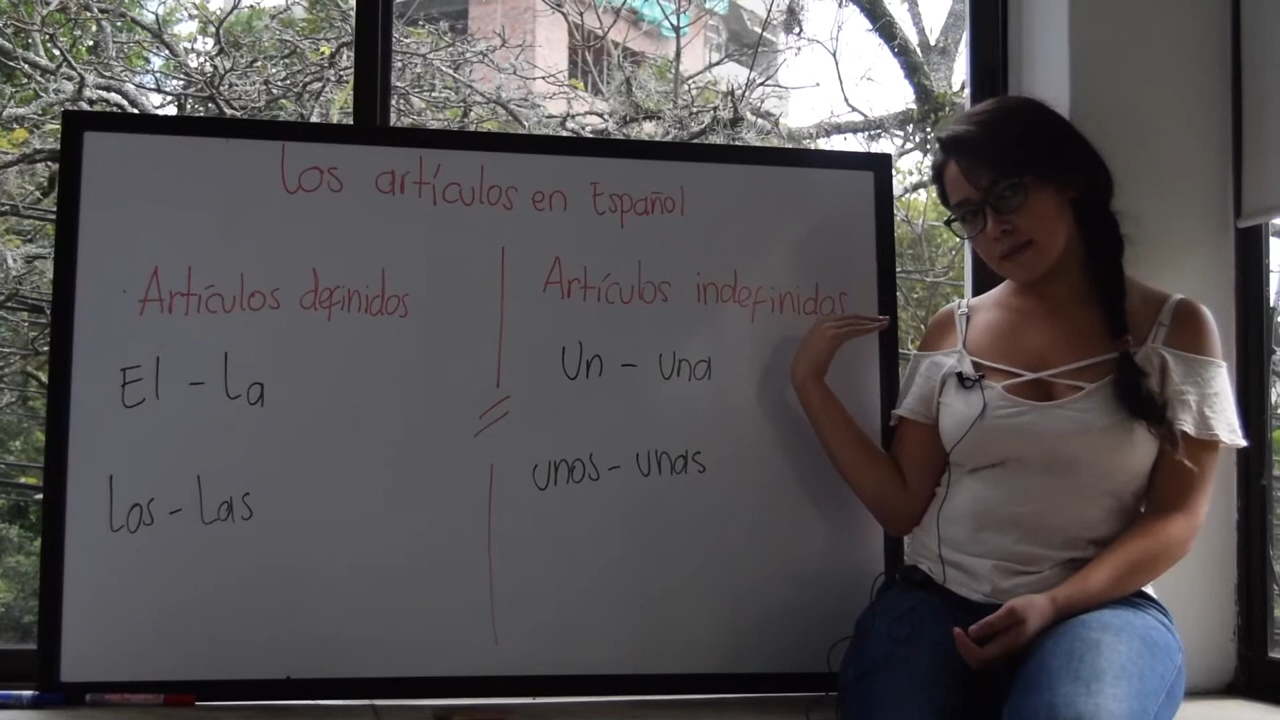 Los artículos en Español
Artículos definidos
El - La
Los - Las
Artículos indefinidos
Un - una
unos - unas